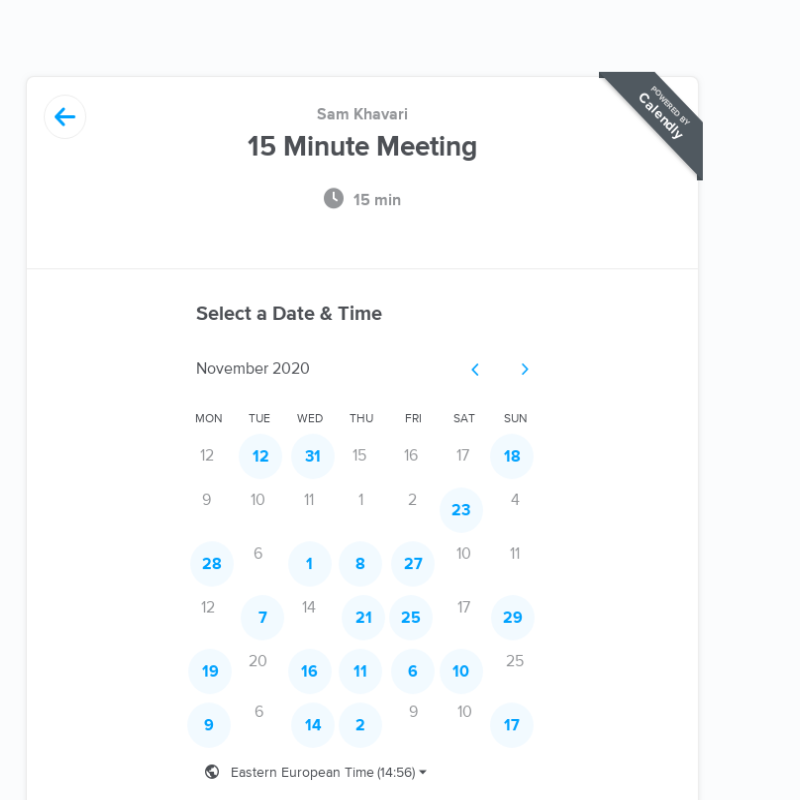 Sam Khavari
15 Minute Meeting
15 min
POWERED BY
Calendly
Select a Date & Time
November 2020
MON TUE WED THU FRI SAT SUN
12 12 31 15 16 17 18
9 10 11 1 2 23 4
28 6 1 8 27 10 11
12 7 14 21 25 17 29
19 20 16 11 6 10 25
9 6 14 2 9 10 17
Eastern European Time (14:56)